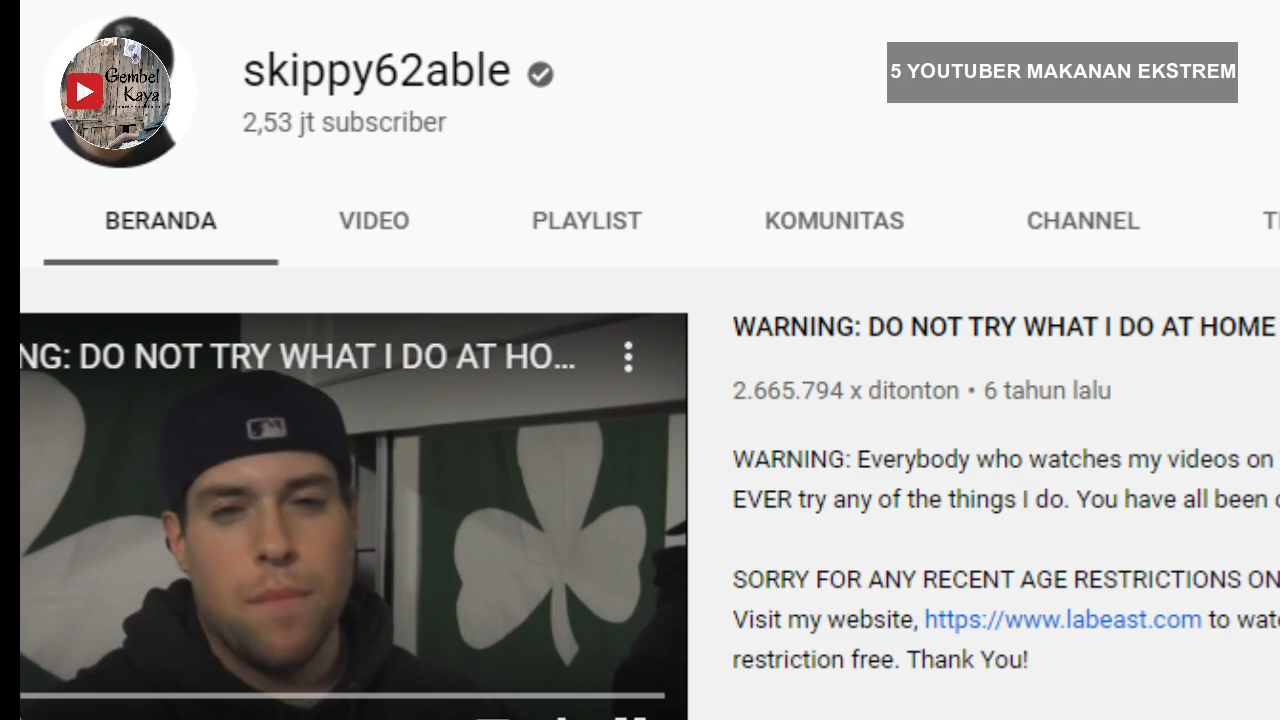 Gembel
Kaya
skippy62able
2,53 jt subscriber
5 YOUTUBER MAKANAN EKSTREM
BERANDA VIDEO PLAYLIST KOMUNITAS CHANNEL
NG: DO NOT TRY WHAT I DO AT HO...
WARNING: DO NOT TRY WHAT I DO AT HOME
2.665.794 x ditonton • 6 tahun lalu
WARNING: Everybody who watches my videos on
EVER try any of the things I do. You have all been
SORRY FOR ANY RECENT AGE RESTRICTIONS ON
Visit my website, https://www.labeast.com to wat
restriction free. Thank You!